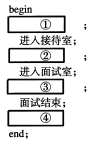 begin
① ;
进入接待室;
② ;
进入面试室;
③ ;
面试结束;
④
end;